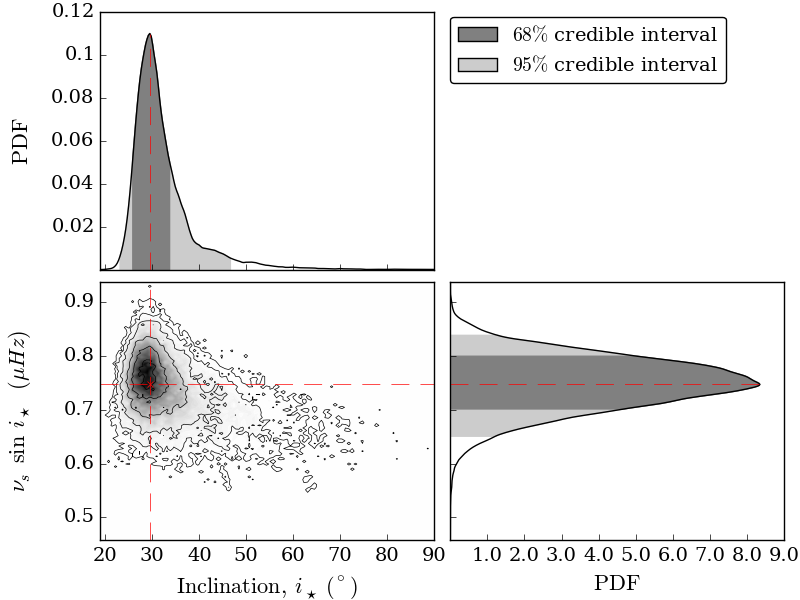 0.12
0.1
0.08
0.06
0.04
0.02
PDF
68% credible interval
95% credible interval
0.9
0.8
0.7
0.6
0.5
ν_s sin i_⋆ (μHz)
20 30 40 50 60 70 80 90
Inclination, i_⋆ (°)
1.0 2.0 3.0 4.0 5.0 6.0 7.0 8.0 9.0
PDF